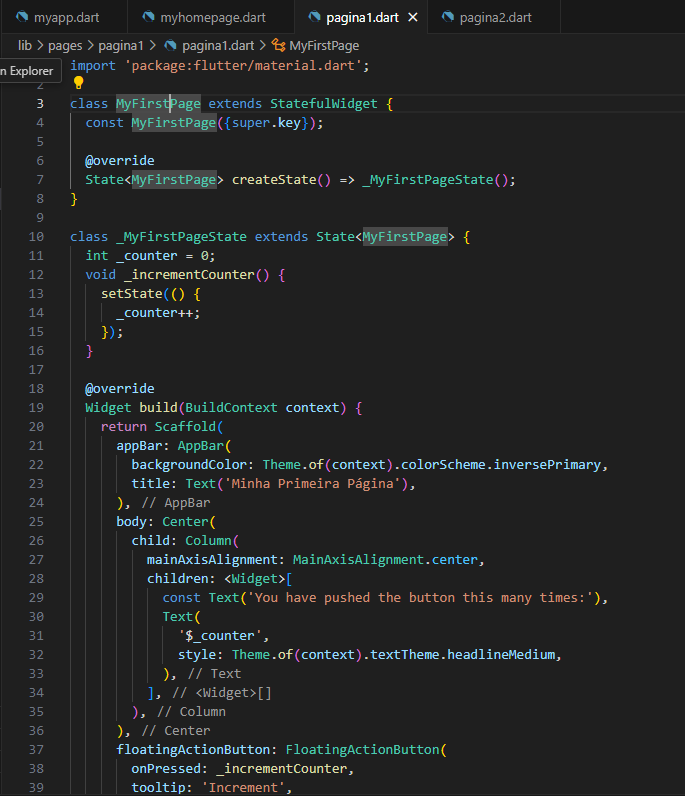 myapp.dart myhomepage.dart pagina1.dart pagina2.dart
lib > pages > pagina1 > pagina1.dart > MyFirstPage
n Explorer
import 'package:flutter/material.dart';
2
3 class MyFirstPage extends StatefulWidget {
4 const MyFirstPage({super.key});
5
6 @override
7 State<MyFirstPage> createState() => _MyFirstPageState();
8 }
9
10 class _MyFirstPageState extends State<MyFirstPage> {
11 int _counter = 0;
12 void _incrementCounter() {
13 setState(() {
14 _counter++;
15 });
16 }
17
18 @override
19 Widget build(BuildContext context) {
20 return Scaffold(
21 appBar: AppBar(
22 backgroundColor: Theme.of(context).colorScheme.inversePrimary,
23 title: Text('Minha Primeira Página'),
24 ), // AppBar
25 body: Center(
26 child: Column(
27 mainAxisAlignment: MainAxisAlignment.center,
28 children: <Widget>[
29 const Text('You have pushed the button this many times:'),
30 Text(
31 '$_counter',
32 style: Theme.of(context).textTheme.headlineMedium,
33 ), // Text
34 ], // <Widget>[]
35 ), // Column
36 ), // Center
37 floatingActionButton: FloatingActionButton(
38 onPressed: _incrementCounter,
39 tooltip: 'Increment',